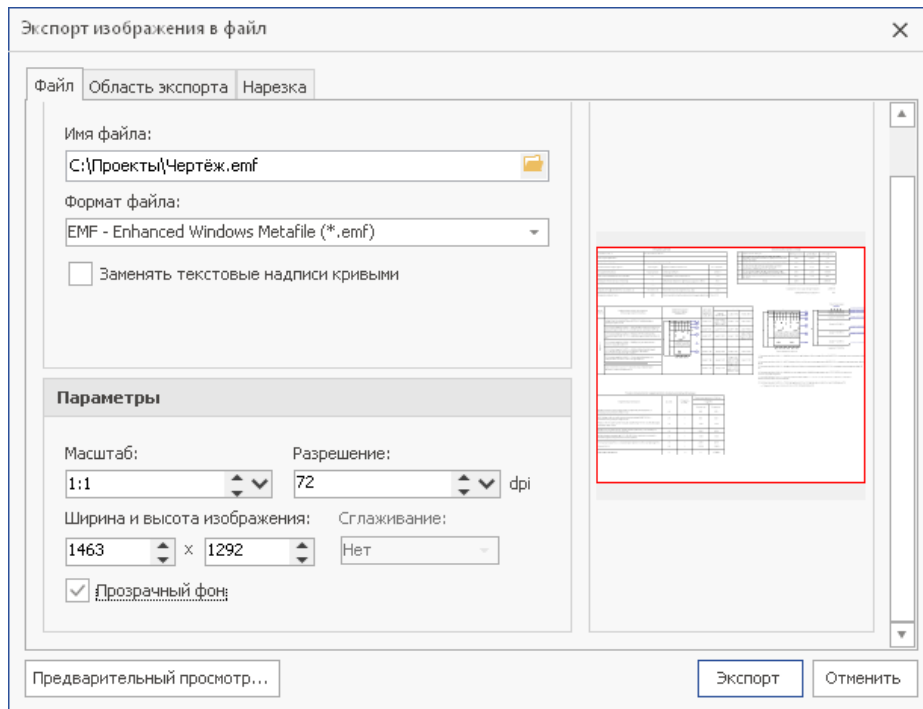 Экспорт изображения в файл
Файл Область экспорта Нарезка
Имя файла:
C:\Проекты\Чертёж.emf
Формат файла:
EMF - Enhanced Windows Metafile (*.emf)
Заменять текстовые надписи кривыми
Параметры
Масштаб: Разрешение:
1:1 72 dpi
Ширина и высота изображения: Сглаживание:
1463 x 1292 Нет
Прозрачный фон
Предварительный просмотр... Экспорт Отменить